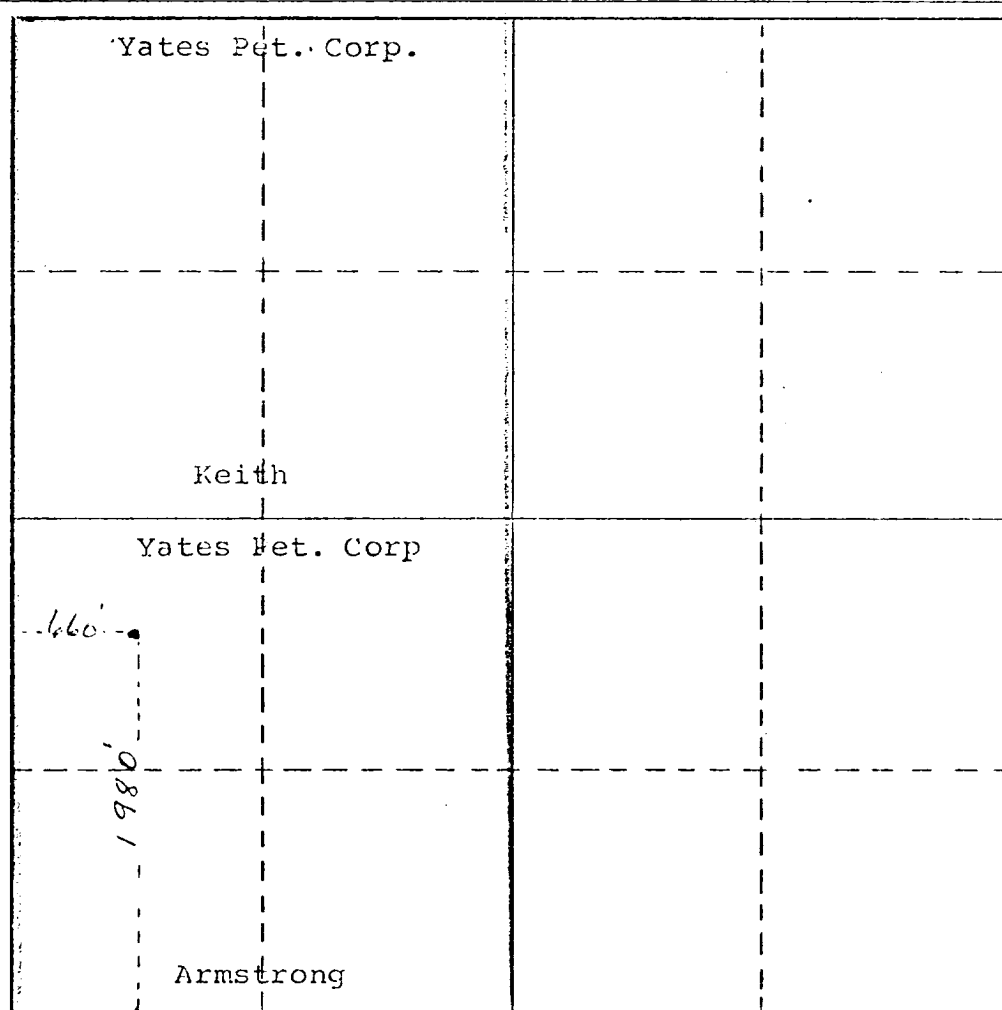 Yates Pet. Corp.
Keith
Yates Pet. Corp
660'
1980'
Armstrong